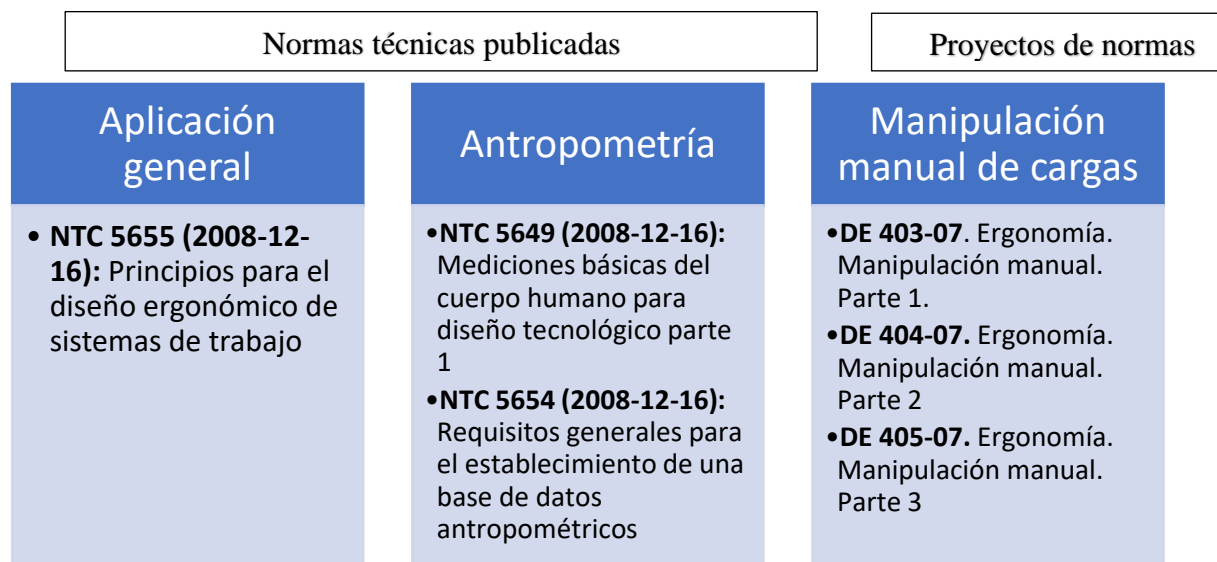 Normas técnicas publicadas
Proyectos de normas
Aplicación
general
• NTC 5655 (2008-12-
16): Principios para el
diseño ergonómico de
sistemas de trabajo
Antropometría
•NTC 5649 (2008-12-16):
Mediciones básicas del
cuerpo humano para
diseño tecnológico parte
1
•NTC 5654 (2008-12-16):
Requisitos generales para
el establecimiento de una
base de datos
antropométricos
Manipulación
manual de cargas
•DE 403-07. Ergonomía.
Manipulación manual.
Parte 1.
•DE 404-07. Ergonomía.
Manipulación manual.
Parte 2
•DE 405-07. Ergonomía.
Manipulación manual.
Parte 3